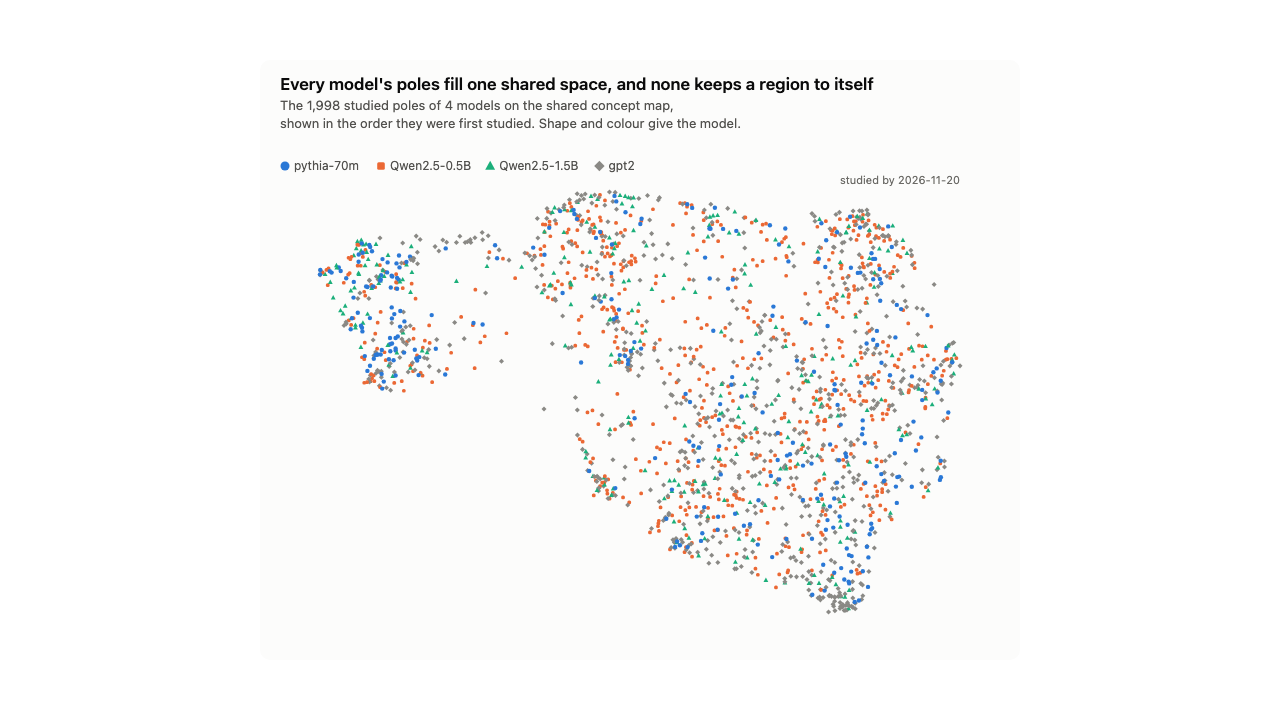 Every model's poles fill one shared space, and none keeps a region to itself
The 1,998 studied poles of 4 models on the shared concept map,
shown in the order they were first studied. Shape and colour give the model.
pythia-70m Qwen2.5-0.5B Qwen2.5-1.5B gpt2
studied by 2026-11-20